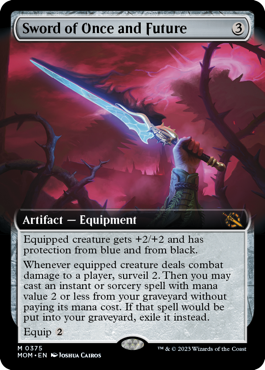 Sword of Once and Future 3
Artifact — Equipment
Equipped creature gets +2/+2 and has
protection from blue and from black.
Whenever equipped creature deals combat
damage to a player, surveil 2. Then you may
cast an instant or sorcery spell with mana
value 2 or less from your graveyard without
paying its mana cost. If that spell would be
put into your graveyard, exile it instead.
Equip 2
M 0375
MOM • EN Joshua Cairos
™ & © 2023 Wizards of the Coast